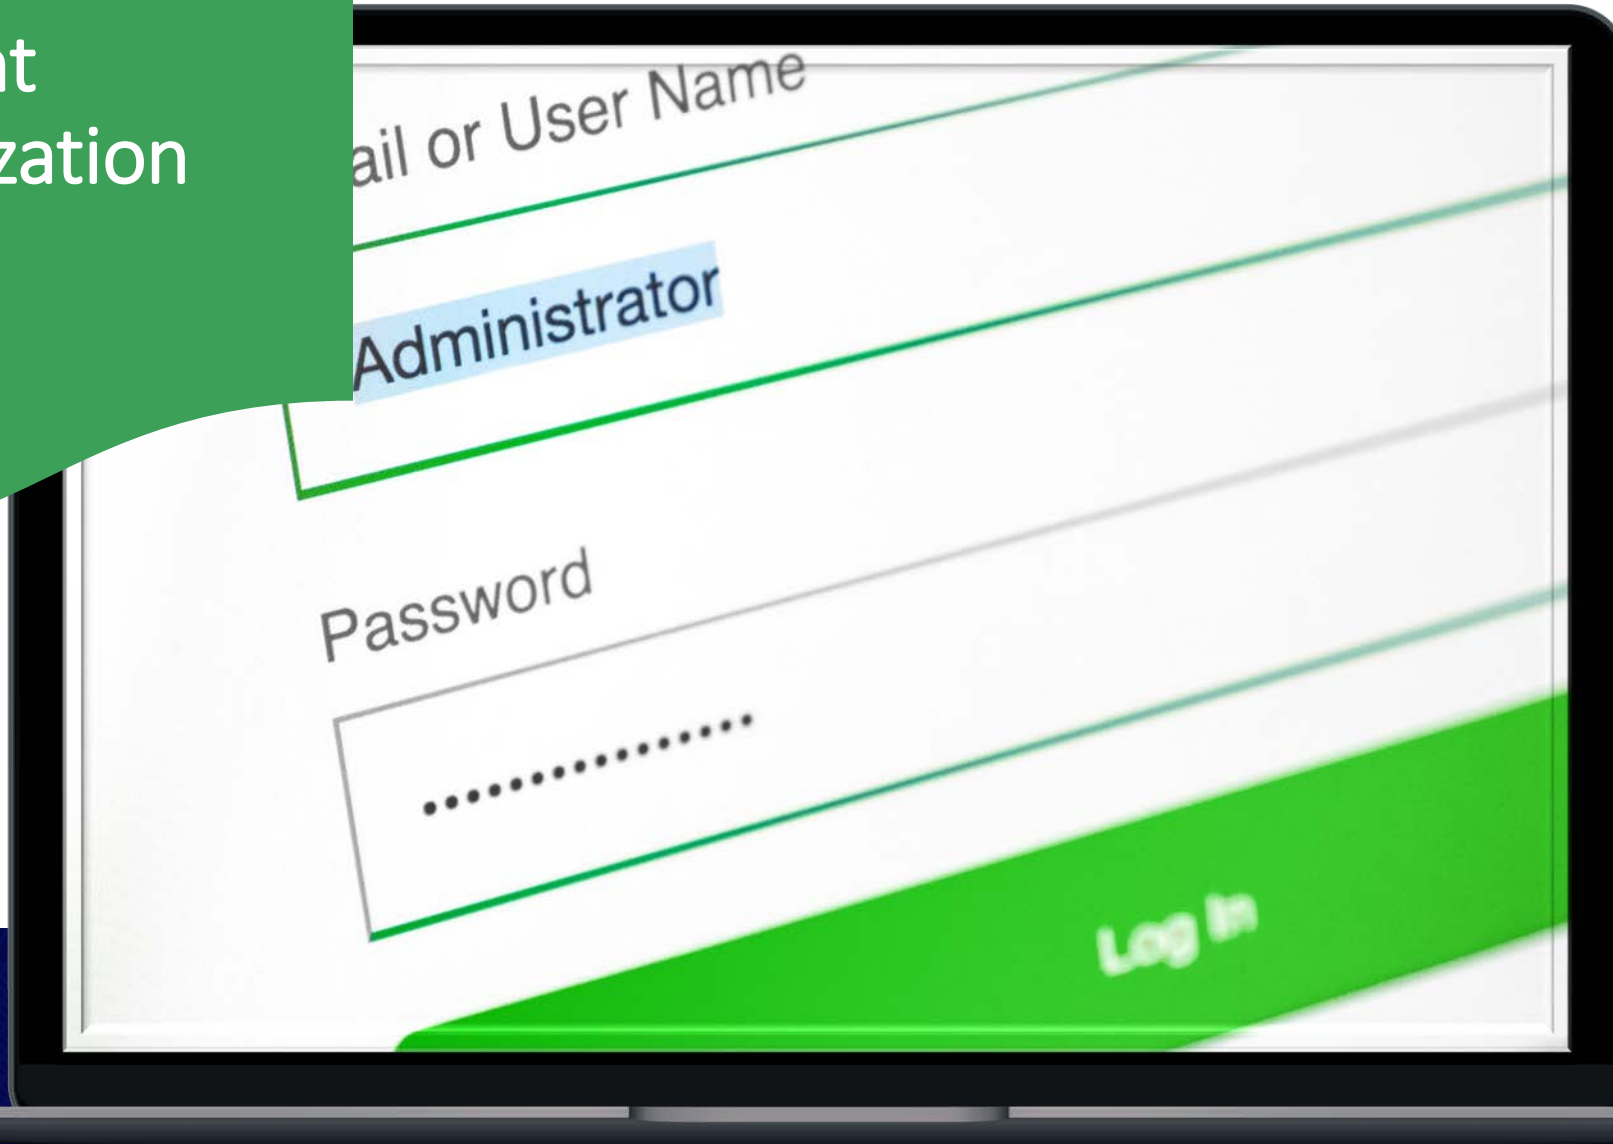 nt
zation
ail or User Name
Administrator
Password
••••••••••••••••
Log In